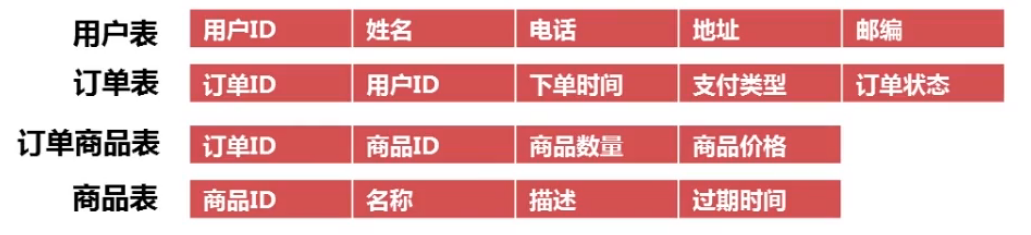 用户表 用户ID 姓名 电话 地址 邮编
订单表 订单ID 用户ID 下单时间 支付类型 订单状态
订单商品表 订单ID 商品ID 商品数量 商品价格
商品表 商品ID 名称 描述 过期时间